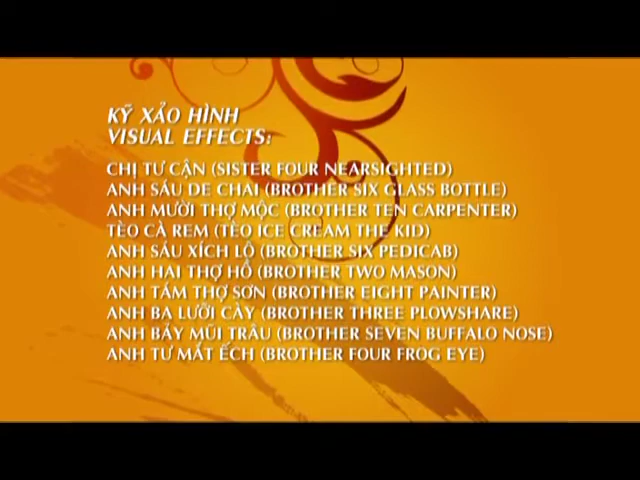 KỸ XẢO HÌNH
VISUAL EFFECTS:
CHỊ TƯ CẬN (SISTER FOUR NEARSIGHTED)
ANH SÁU DE CHAI (BROTHER SIX GLASS BOTTLE)
ANH MƯỜI THỢ MỘC (BROTHER TEN CARPENTER)
TÈO CÀ REM (TÈO ICE CREAM THE KID)
ANH SÁU XÍCH LÔ (BROTHER SIX PEDICAB)
ANH HAI THỢ HỒ (BROTHER TWO MASON)
ANH TÁM THỢ SƠN (BROTHER EIGHT PAINTER)
ANH BA LƯỠI CÀY (BROTHER THREE PLOWSHARE)
ANH BẢY MŨI TRÂU (BROTHER SEVEN BUFFALO NOSE)
ANH TƯ MẮT ẾCH (BROTHER FOUR FROG EYE)